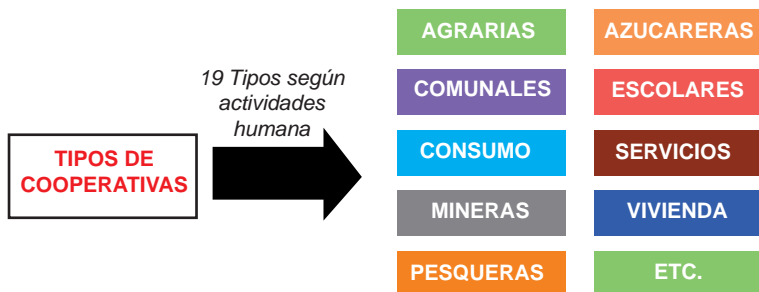 19 Tipos según
actividades
humana
TIPOS DE
COOPERATIVAS
AGRARIAS
AZUCARERAS
COMUNALES
ESCOLARES
CONSUMO
SERVICIOS
MINERAS
VIVIENDA
PESQUERAS
ETC.